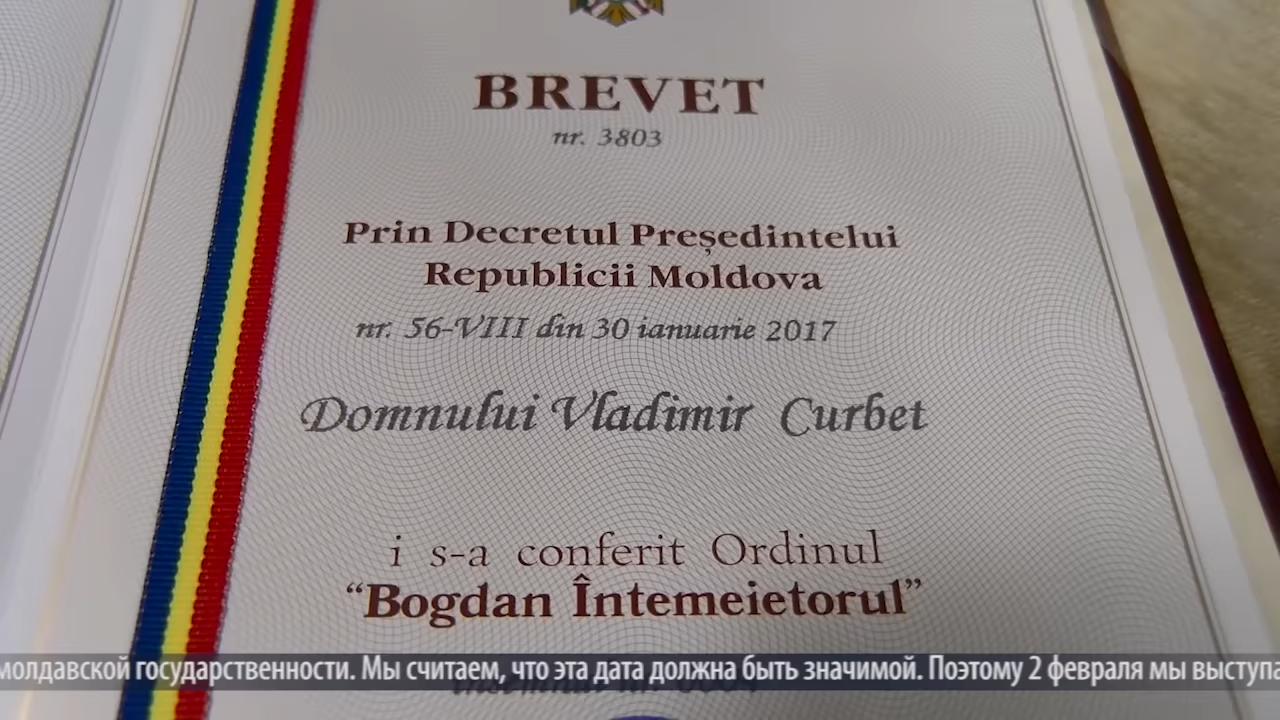 BREVET
nr. 3803
Prin Decretul Președintelui
Republicii Moldova
nr. 56-VIII din 30 ianuarie 2017
Domnului Vladimir Curbet
i s-a conferit Ordinul
“Bogdan Întemeietorul”
молдавской государственности. Мы считаем, что эта дата должна быть значимой. Поэтому 2 февраля мы выступа